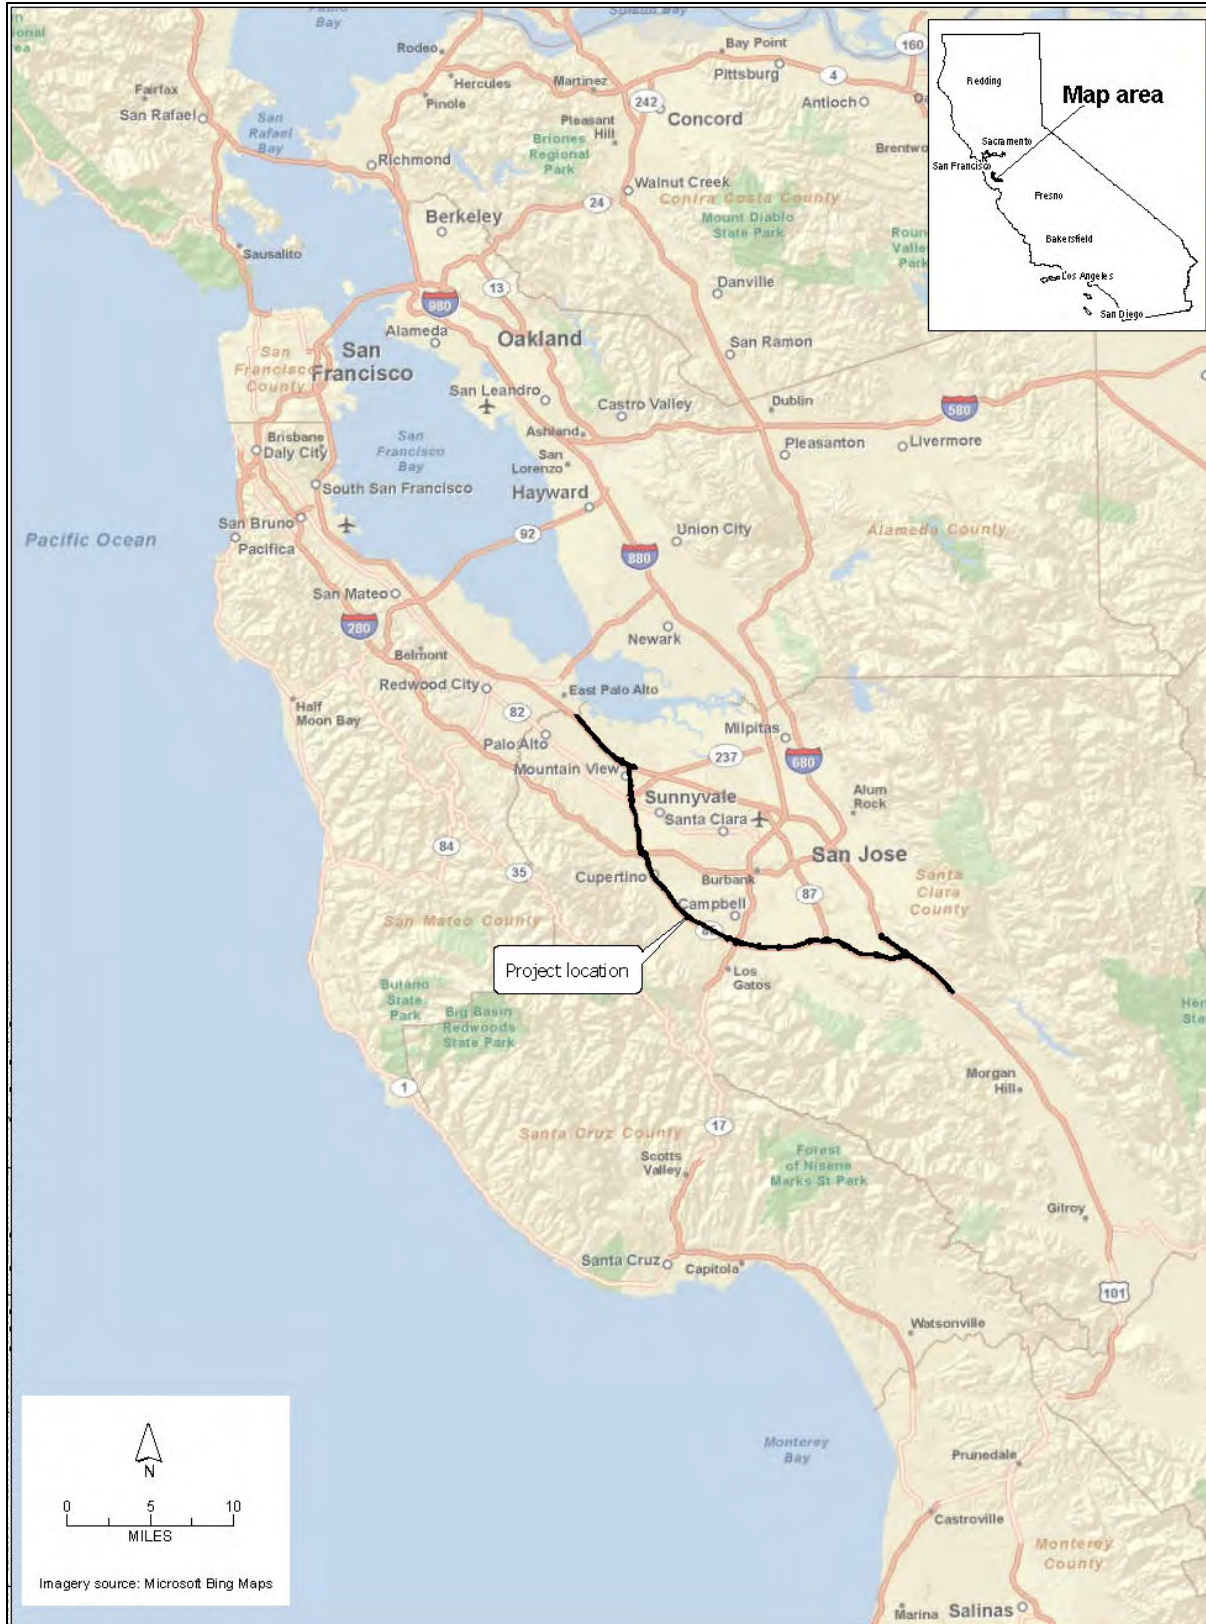 Pablo
Bay
Suisun Bay
Rodeo
Bay Point
Pittsburg
160
4
Hercules
Martinez
Pinole
242
Antioch
Fairfax
San Rafael
San
Rafael
Bay
Pleasant
Hill
Concord
Briones
Regional
Park
Richmond
Walnut Creek
Contra Costa County
24
Mount Diablo
State Park
Berkeley
Sausalito
Danville
13
980
Alameda
Oakland
San
Francisco
San
Francisco
County
San Ramon
San Leandro
Castro Valley
Dublin
580
Ashland
Pleasanton
Livermore
Brisbane
Daly City
San
Francisco
Bay
San
Lorenzo
Hayward
South San Francisco
San Bruno
Pacifica
92
Union City
Alameda County
Pacific Ocean
880
San Mateo
280
Newark
Belmont
Redwood City
East Palo Alto
Half
Moon Bay
82
Palo Alto
Milpitas
237
680
Mountain View
Sunnyvale
Santa Clara
Alum
Rock
San Jose
84
35
Cupertino
Burbank
87
Santa
Clara
County
Campbell
San Mateo County
Project location
Los
Gatos
Butano
State
Park
Big Basin
Redwoods
State Park
1
Morgan
Hill
17
Santa Cruz County
Scotts
Valley
Forest
of Nisene
Marks St Park
Gilroy
Santa Cruz
Capitola
101
Watsonville
Monterey
Bay
Prunedale
Castroville
Monterey
County
Marina
Salinas
Redding
Map area
Sacramento
San Francisco
Fresno
Bakersfield
Los Angeles
San Diego
N
0 5 10
MILES
Imagery source: Microsoft Bing Maps